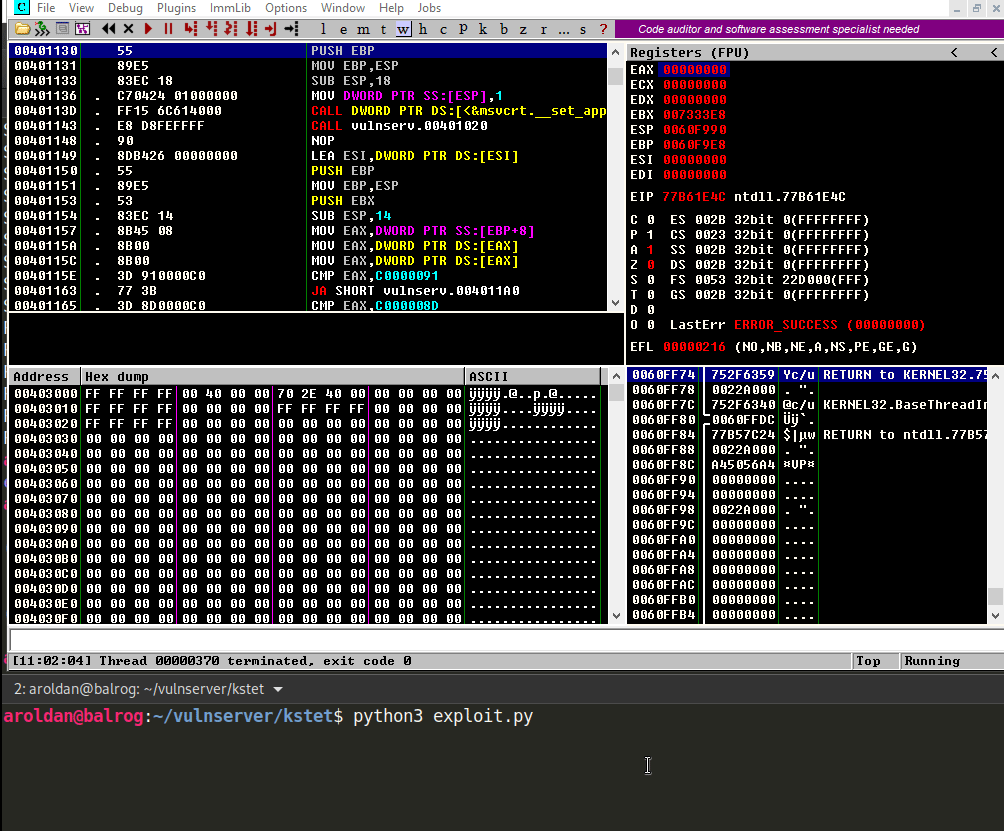 C File View Debug Plugins ImmLib Options Window Help Jobs
l e m t w h c P k b z r ... s ? Code auditor and software assessment specialist needed
00401130 55 PUSH EBP
00401131 . 89E5 MOV EBP,ESP
00401133 . 83EC 18 SUB ESP,18
00401136 . C70424 01000000 MOV DWORD PTR SS:[ESP],1
0040113D . FF15 6C614000 CALL DWORD PTR DS:[<&msvcrt.__set_app
00401143 . E8 D8FEFFFF CALL vulnserv.00401020
00401148 . 90 NOP
00401149 . 8DB426 00000000 LEA ESI,DWORD PTR DS:[ESI]
00401150 . 55 PUSH EBP
00401151 . 89E5 MOV EBP,ESP
00401153 . 53 PUSH EBX
00401154 . 83EC 14 SUB ESP,14
00401157 . 8B45 08 MOV EAX,DWORD PTR SS:[EBP+8]
0040115A . 8B00 MOV EAX,DWORD PTR DS:[EAX]
0040115C . 8B00 MOV EAX,DWORD PTR DS:[EAX]
0040115E . 3D 910000C0 CMP EAX,C0000091
00401163 . 77 3B JA SHORT vulnserv.004011A0
00401165 . 3D 8D0000C0 CMP EAX,C000008D
Registers (FPU) < <
EAX 00000000
ECX 00000000
EDX 00000000
EBX 007333E8
ESP 0060F990
EBP 0060F9E8
ESI 00000000
EDI 00000000
EIP 77B61E4C ntdll.77B61E4C
C 0 ES 002B 32bit 0(FFFFFFFF)
P 1 CS 0023 32bit 0(FFFFFFFF)
A 1 SS 002B 32bit 0(FFFFFFFF)
Z 0 DS 002B 32bit 0(FFFFFFFF)
S 0 FS 0053 32bit 22D000(FFF)
T 0 GS 002B 32bit 0(FFFFFFFF)
D 0
O 0 LastErr ERROR_SUCCESS (00000000)
EFL 00000216 (NO,NB,NE,A,NS,PE,GE,G)
Address Hex dump ASCII
00403000 FF FF FF FF 00 40 00 00 70 2E 40 00 00 00 00 00 ÿÿÿÿ.@..p.@.....
00403010 FF FF FF FF 00 00 00 00 FF FF FF FF 00 00 00 00 ÿÿÿÿ....ÿÿÿÿ....
00403020 FF FF FF FF 00 00 00 00 00 00 00 00 00 00 00 00 ÿÿÿÿ............
00403030 00 00 00 00 00 00 00 00 00 00 00 00 00 00 00 00 ................
00403040 00 00 00 00 00 00 00 00 00 00 00 00 00 00 00 00 ................
00403050 00 00 00 00 00 00 00 00 00 00 00 00 00 00 00 00 ................
00403060 00 00 00 00 00 00 00 00 00 00 00 00 00 00 00 00 ................
00403070 00 00 00 00 00 00 00 00 00 00 00 00 00 00 00 00 ................
00403080 00 00 00 00 00 00 00 00 00 00 00 00 00 00 00 00 ................
00403090 00 00 00 00 00 00 00 00 00 00 00 00 00 00 00 00 ................
004030A0 00 00 00 00 00 00 00 00 00 00 00 00 00 00 00 00 ................
004030B0 00 00 00 00 00 00 00 00 00 00 00 00 00 00 00 00 ................
004030C0 00 00 00 00 00 00 00 00 00 00 00 00 00 00 00 00 ................
004030D0 00 00 00 00 00 00 00 00 00 00 00 00 00 00 00 00 ................
004030E0 00 00 00 00 00 00 00 00 00 00 00 00 00 00 00 00 ................
004030F0 00 00 00 00 00 00 00 00 00 00 00 00 00 00 00 00 ................
0060FF74 752F6359 Yc/u RETURN to KERNEL32.75
0060FF78 0022A000 . ".
0060FF7C 752F6340 @c/u KERNEL32.BaseThreadIn
0060FF80 0060FFDC Üÿ`.
0060FF84 77B57C24 $|µw RETURN to ntdll.77B57
0060FF88 0022A000 . ".
0060FF8C A45056A4 ¤VP¤
0060FF90 00000000 ....
0060FF94 00000000 ....
0060FF98 0022A000 . ".
0060FF9C 00000000 ....
0060FFA0 00000000 ....
0060FFA4 00000000 ....
0060FFA8 00000000 ....
0060FFAC 00000000 ....
0060FFB0 00000000 ....
0060FFB4 00000000 ....
[11:02:04] Thread 00000370 terminated, exit code 0 Top Running
2: aroldan@balrog: ~/vulnserver/kstet
aroldan@balrog:~/vulnserver/kstet$ python3 exploit.py